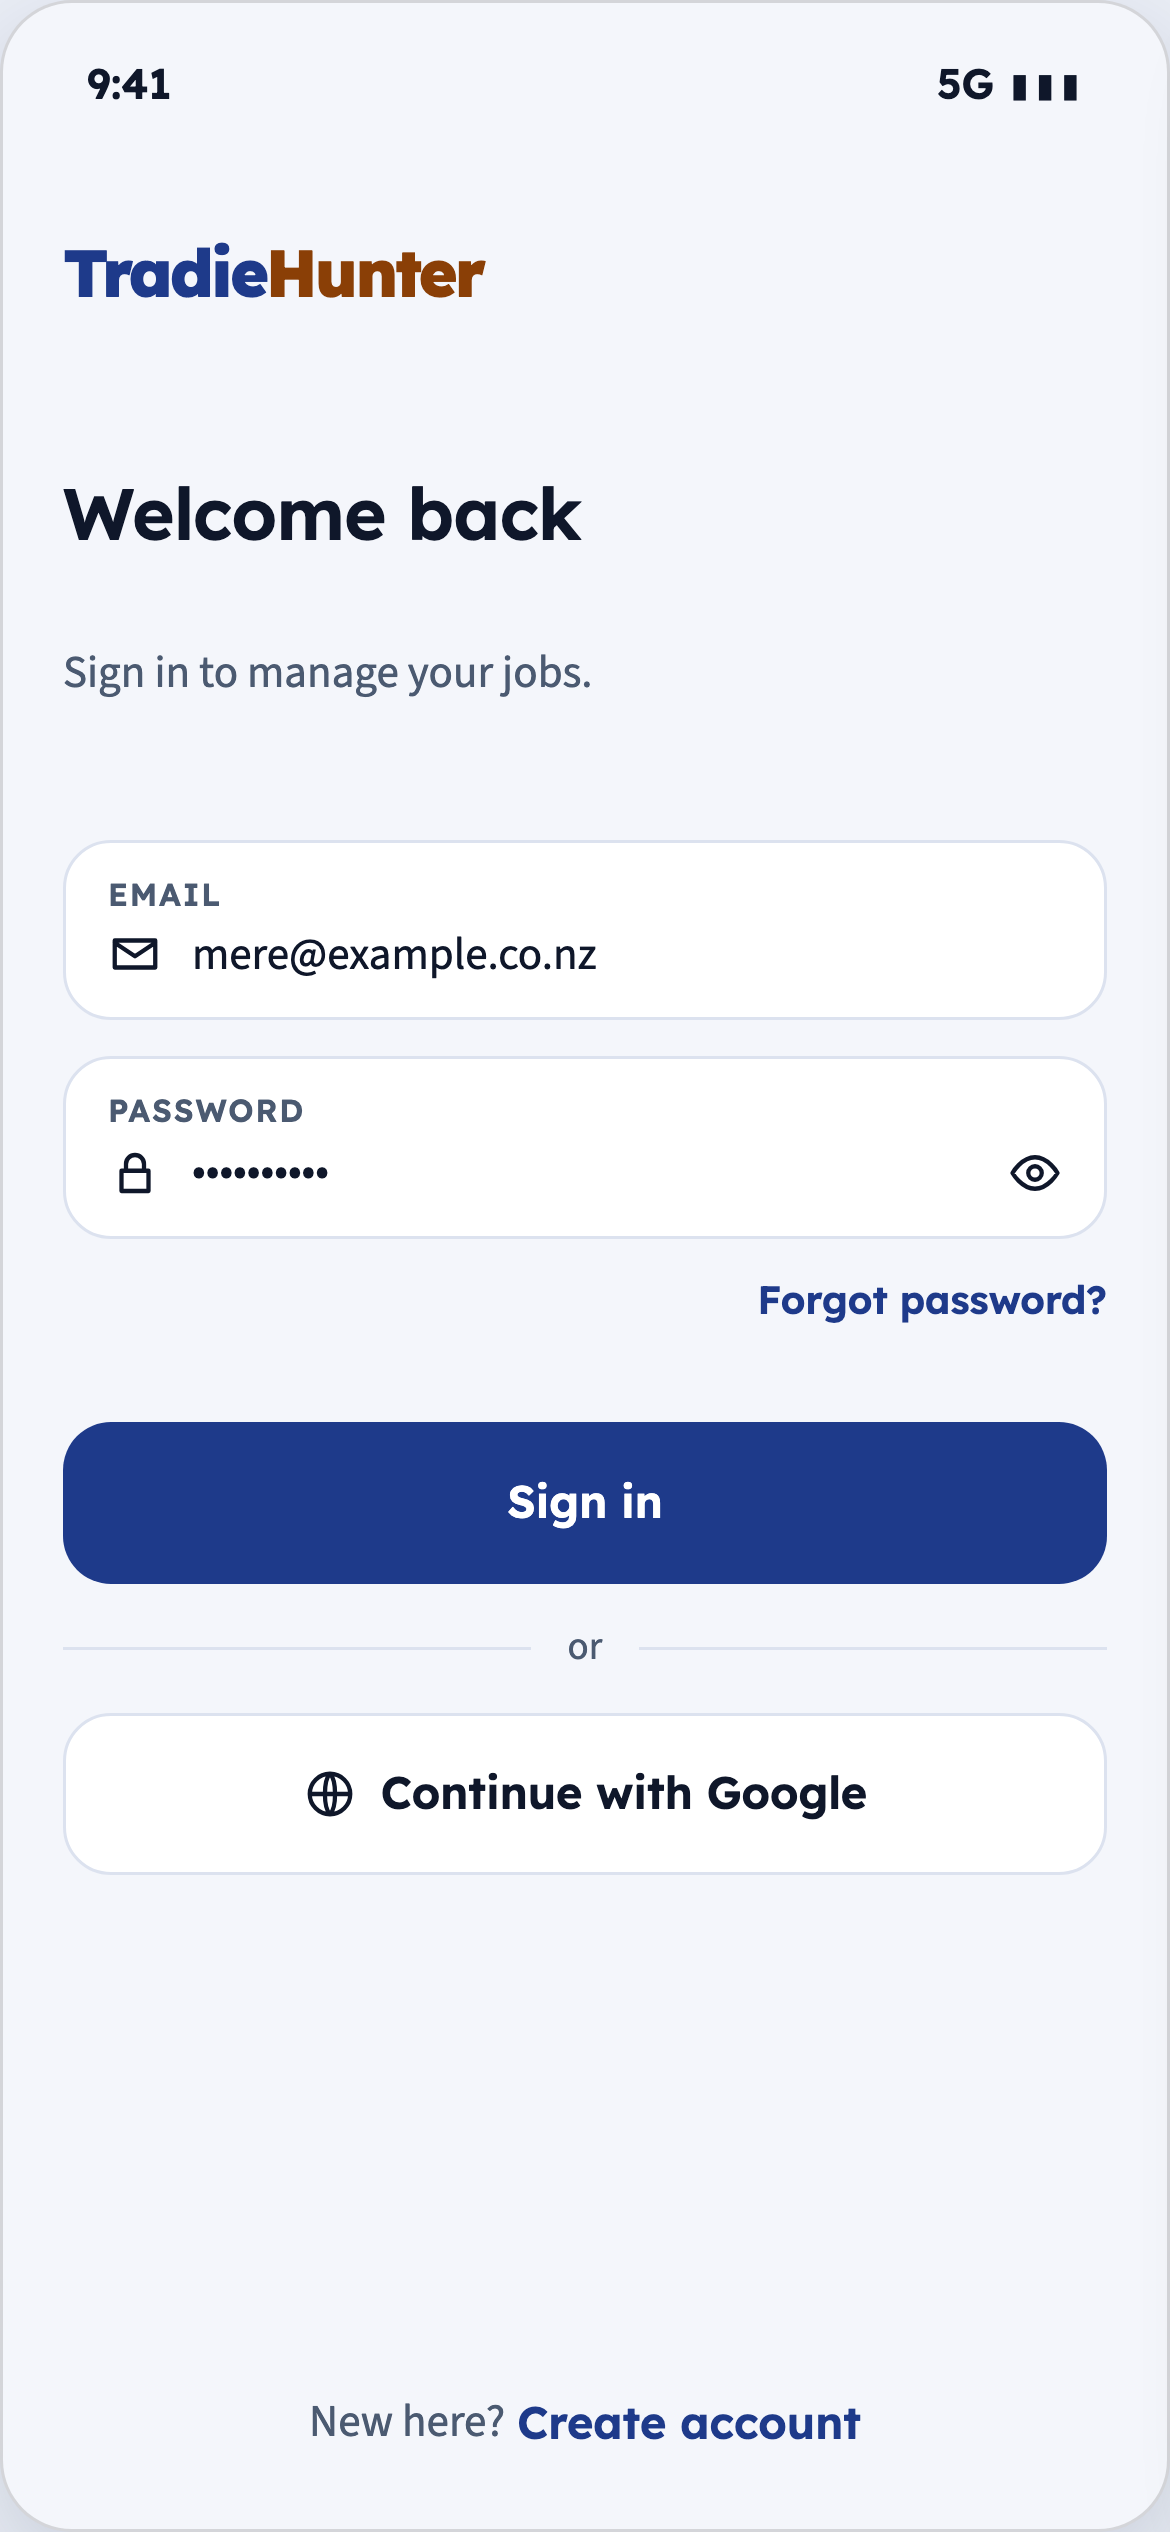 9:41 5G
TradieHunter
Welcome back
Sign in to manage your jobs.
EMAIL
mere@example.co.nz
PASSWORD
••••••••••
Forgot password?
Sign in
or
Continue with Google
New here? Create account